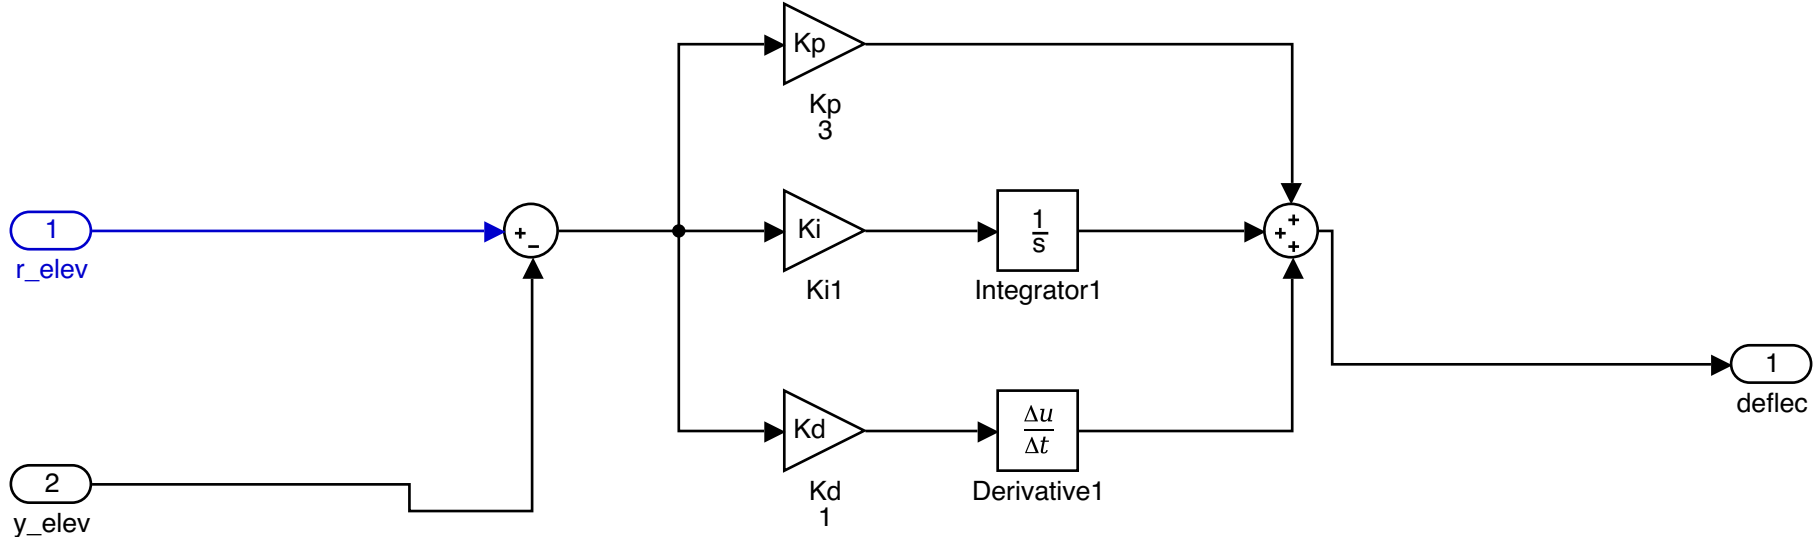 Kp
Kp
3
1
r_elev
+
−
Ki
Ki1
1
s
Integrator1
+
+
+
1
deflec
Kd
Kd
1
Δu
Δt
Derivative1
2
y_elev